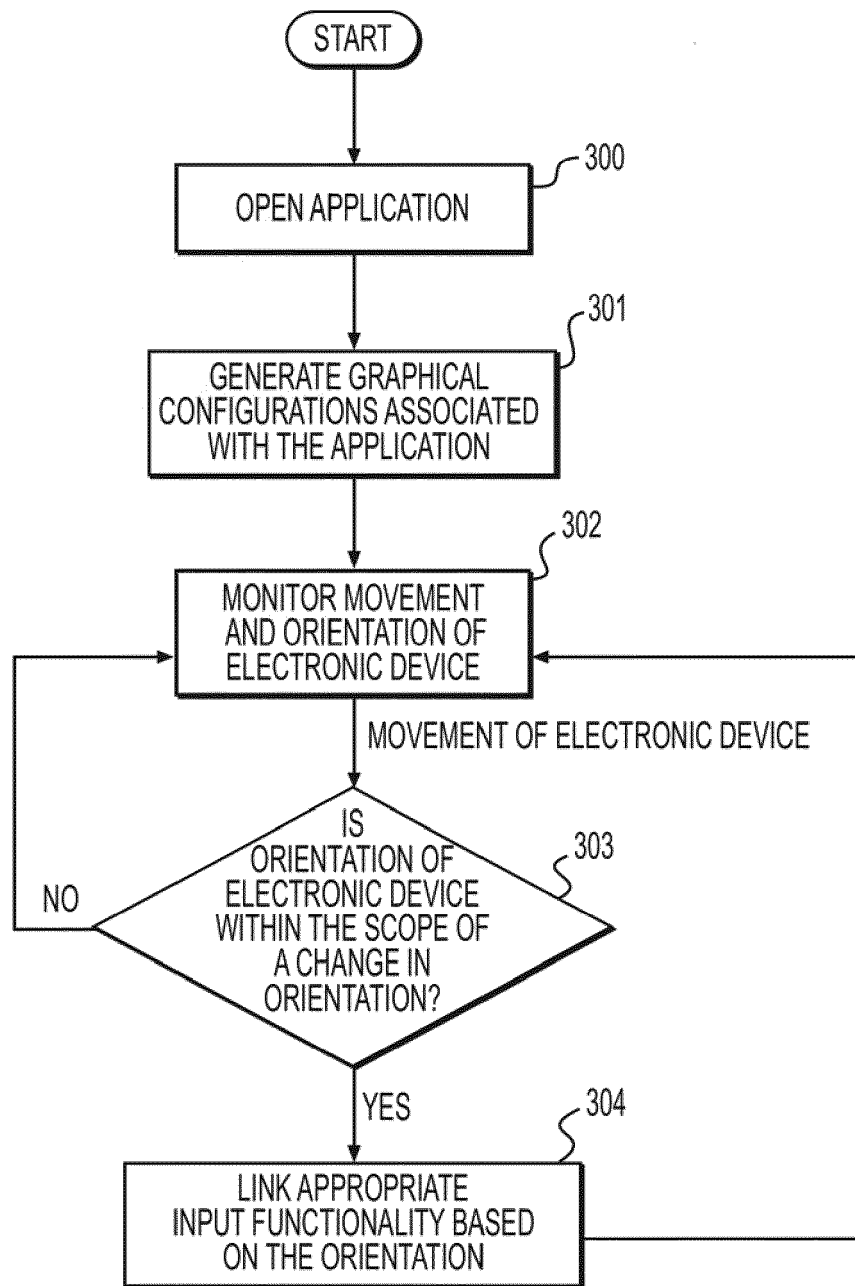 START
300
OPEN APPLICATION
301
GENERATE GRAPHICAL
CONFIGURATIONS ASSOCIATED
WITH THE APPLICATION
302
MONITOR MOVEMENT
AND ORIENTATION OF
ELECTRONIC DEVICE
MOVEMENT OF ELECTRONIC DEVICE
IS
ORIENTATION OF
ELECTRONIC DEVICE
WITHIN THE SCOPE OF
A CHANGE IN
ORIENTATION?
303
NO
YES
304
LINK APPROPRIATE
INPUT FUNCTIONALITY BASED
ON THE ORIENTATION